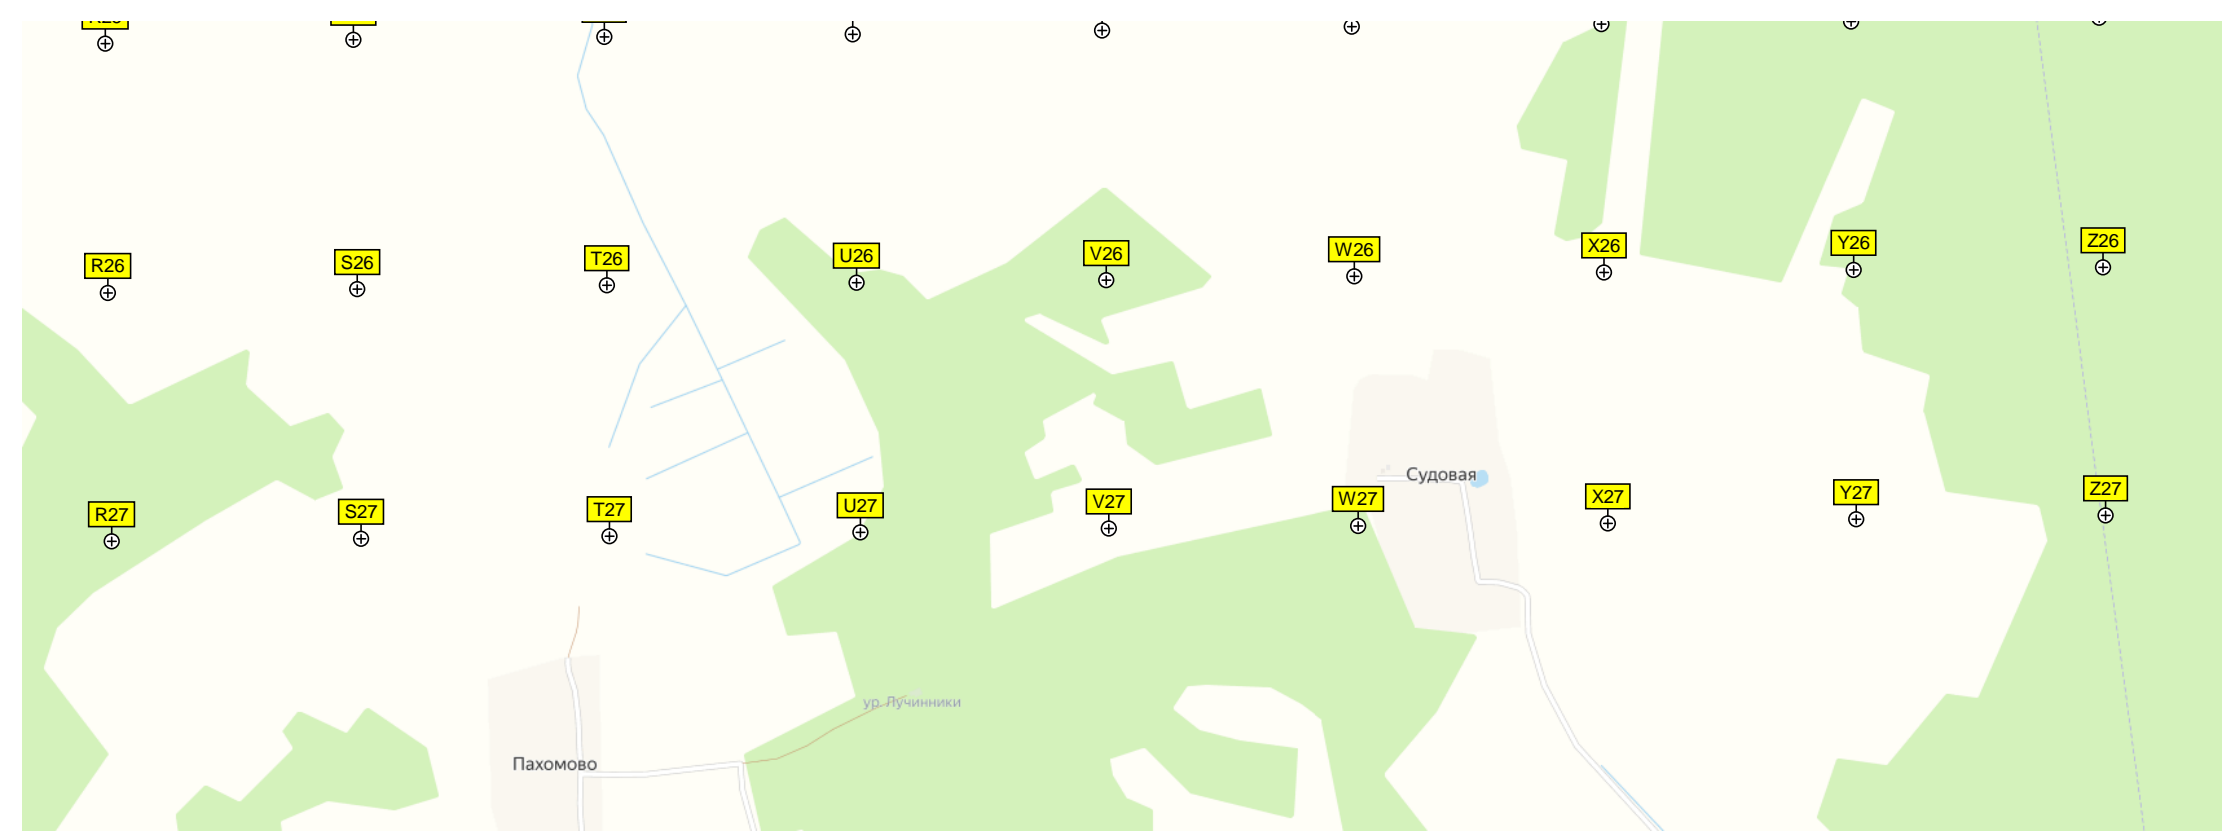 R26
S26
T26
U26
V26
W26
X26
Y26
Z26
Судовая
R27
S27
T27
U27
V27
W27
X27
Y27
Z27
ур. Лучинники
Пахомово